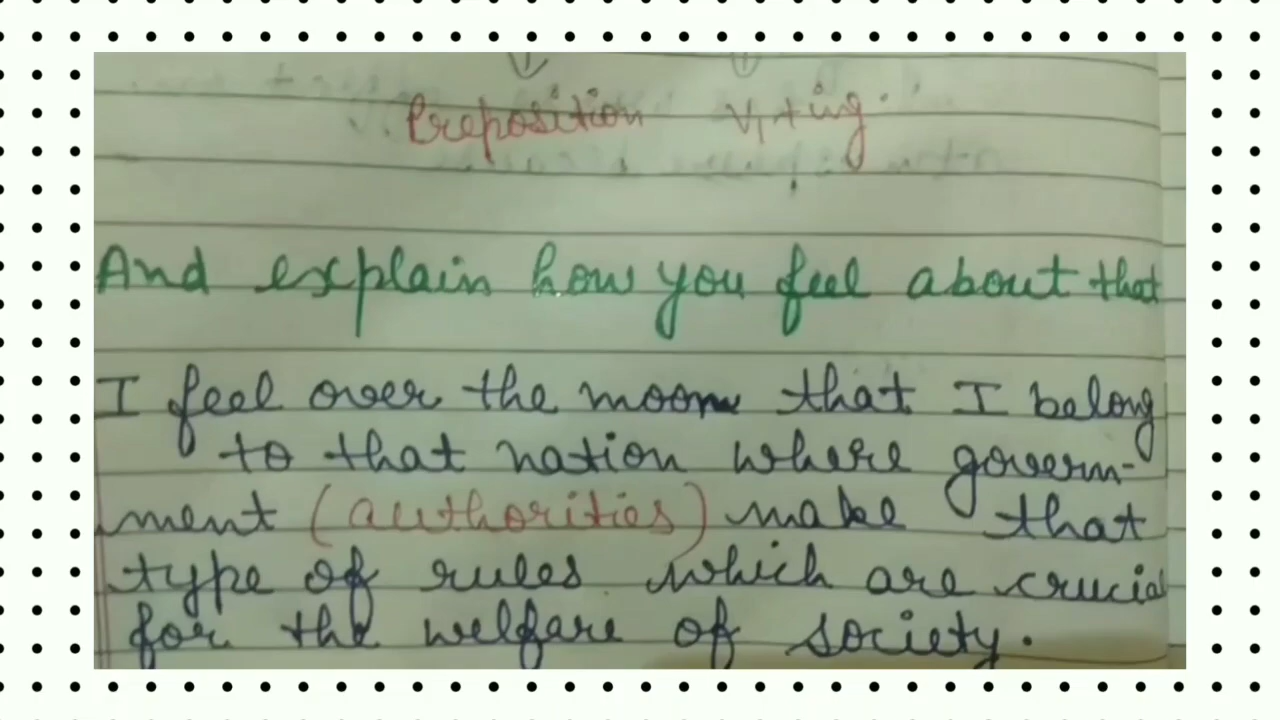 Preposition V1+ing.
And explain how you feel about that
I feel over the moon that I belong
to that nation where govern-
ment (authorities) make that
type of rules which are crucial
for the welfare of society.